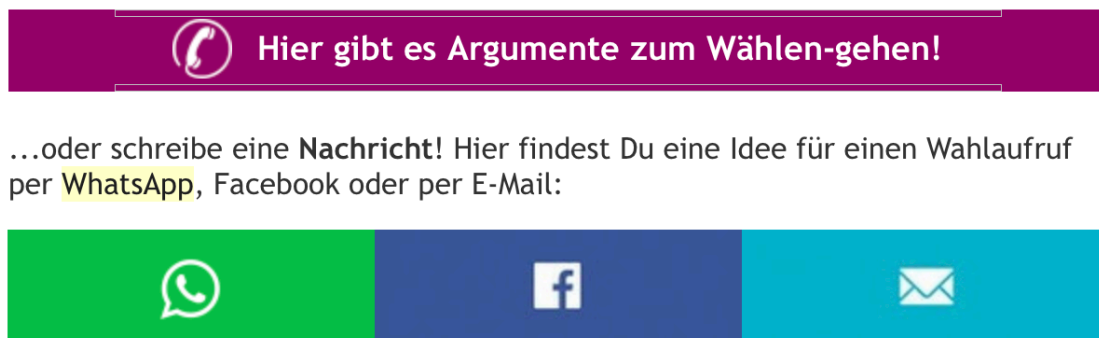 Hier gibt es Argumente zum Wählen-gehen!
...oder schreibe eine Nachricht! Hier findest Du eine Idee für einen Wahlaufruf
per WhatsApp, Facebook oder per E-Mail: